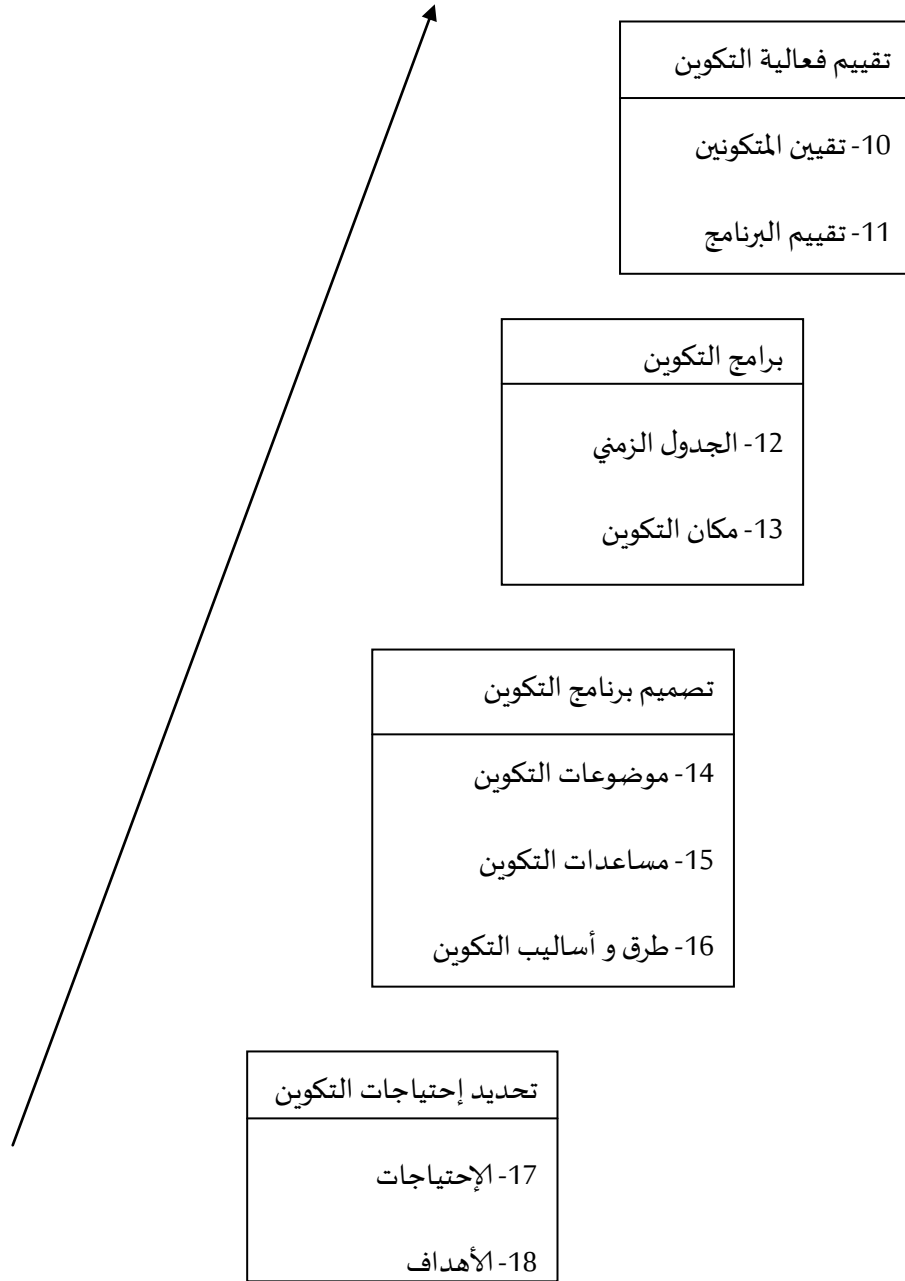 تقييم فعالية التكوين
10- تقيين المتكونين
11- تقييم البرنامج
برامج التكوين
12- الجدول الزمني
13- مكان التكوين
تصميم برنامج التكوين
14- موضوعات التكوين
15- مساعدات التكوين
16- طرق و أساليب التكوين
تحديد إحتياجات التكوين
17- الإحتياجات
18- الأهداف